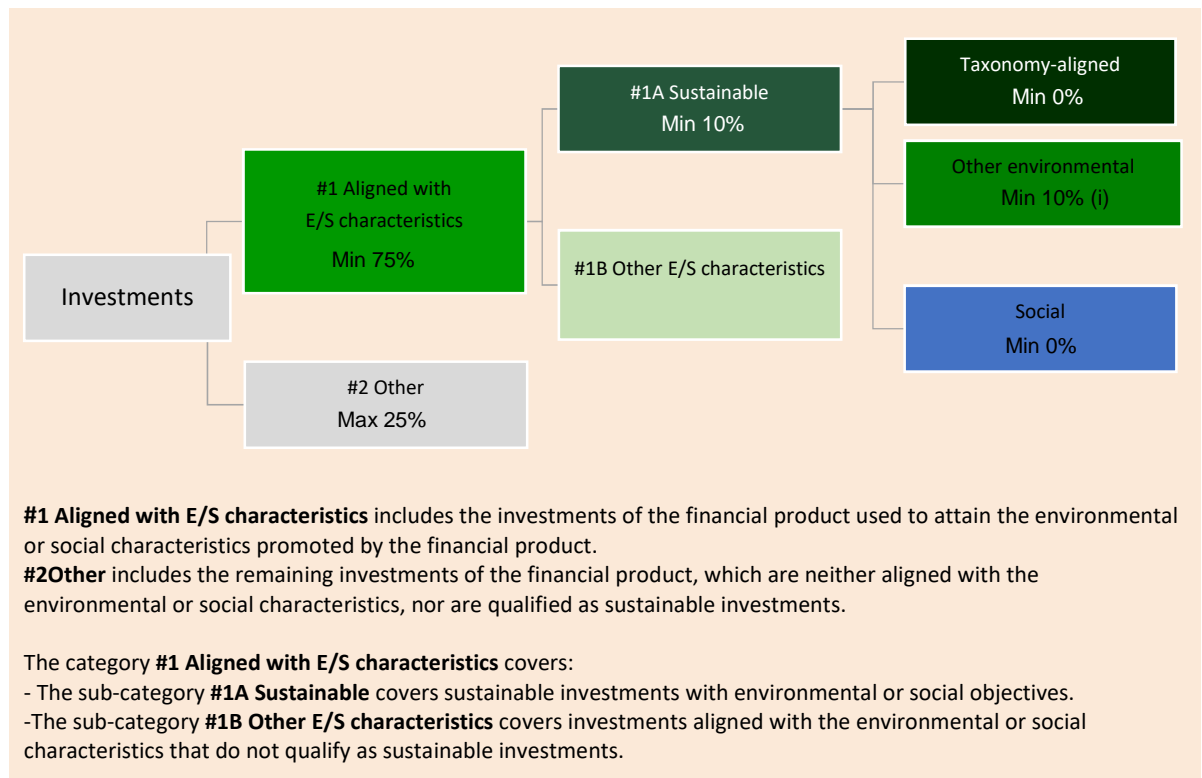 Taxonomy-aligned
Min 0%
#1A Sustainable
Min 10%
Other environmental
Min 10% (i)
#1 Aligned with
E/S characteristics
Min 75%
#1B Other E/S characteristics
Investments
Social
Min 0%
#2 Other
Max 25%
#1 Aligned with E/S characteristics includes the investments of the financial product used to attain the environmental
or social characteristics promoted by the financial product.
#2Other includes the remaining investments of the financial product, which are neither aligned with the
environmental or social characteristics, nor are qualified as sustainable investments.
The category #1 Aligned with E/S characteristics covers:
- The sub-category #1A Sustainable covers sustainable investments with environmental or social objectives.
-The sub-category #1B Other E/S characteristics covers investments aligned with the environmental or social
characteristics that do not qualify as sustainable investments.